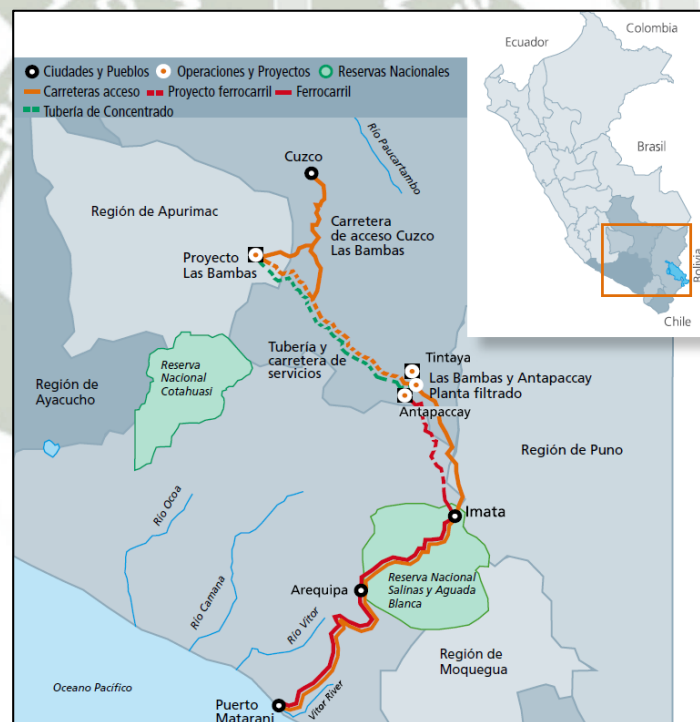 Ciudades y Pueblos
Operaciones y Proyectos
Reservas Nacionales
Carreteras acceso
Proyecto ferrocarril
Ferrocarril
Tubería de Concentrado
Ecuador
Colombia
Brasil
Bolivia
Chile
Río Paucartambo
Cuzco
Región de Apurimac
Carretera
de acceso Cuzco
Las Bambas
Proyecto
Las Bambas
Tubería y
carretera de
servicios
Tintaya
Las Bambas y Antapaccay
Planta filtrado
Antapaccay
Reserva
Nacional
Cotahuasi
Región de
Ayacucho
Región de Puno
Imata
Río Ocoa
Río Camana
Río Vítor
Arequipa
Reserva Nacional
Salinas y Aguada
Blanca
Región de
Moquegua
Oceano Pacífico
Puerto
Matarani
Vitor River